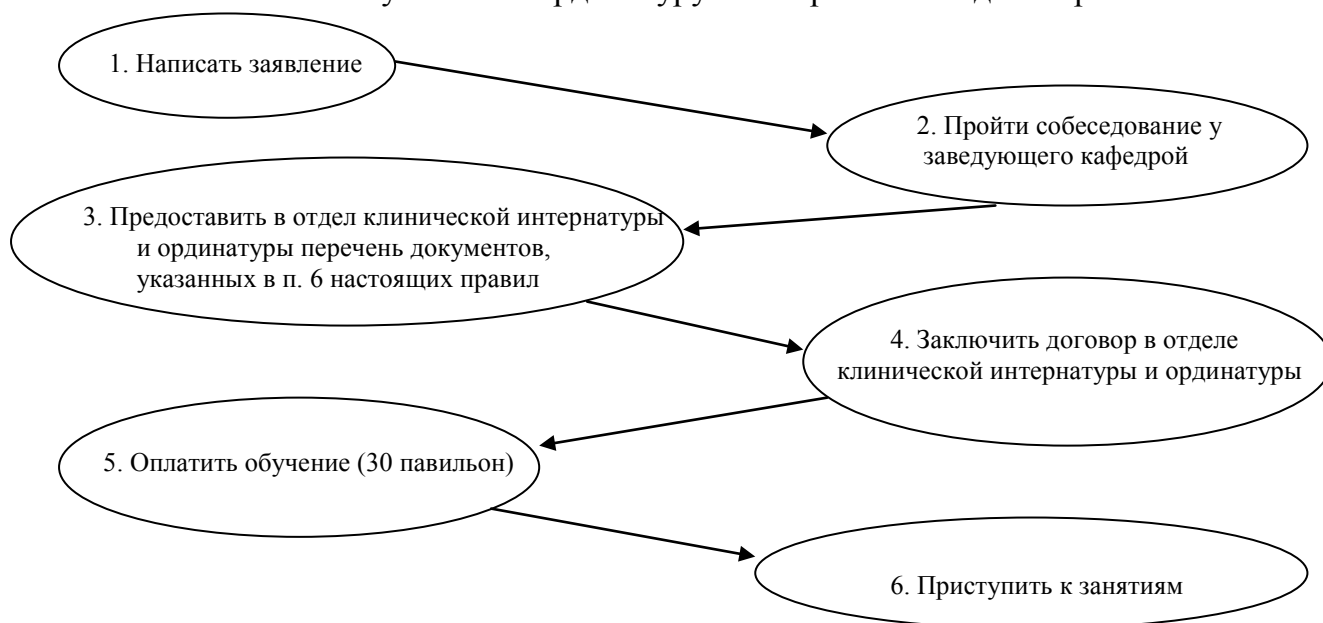 1. Написать заявление
2. Пройти собеседование у
заведующего кафедрой
3. Предоставить в отдел клинической интернатуры
и ординатуры перечень документов,
указанных в п. 6 настоящих правил
4. Заключить договор в отделе
клинической интернатуры и ординатуры
5. Оплатить обучение (30 павильон)
6. Приступить к занятиям